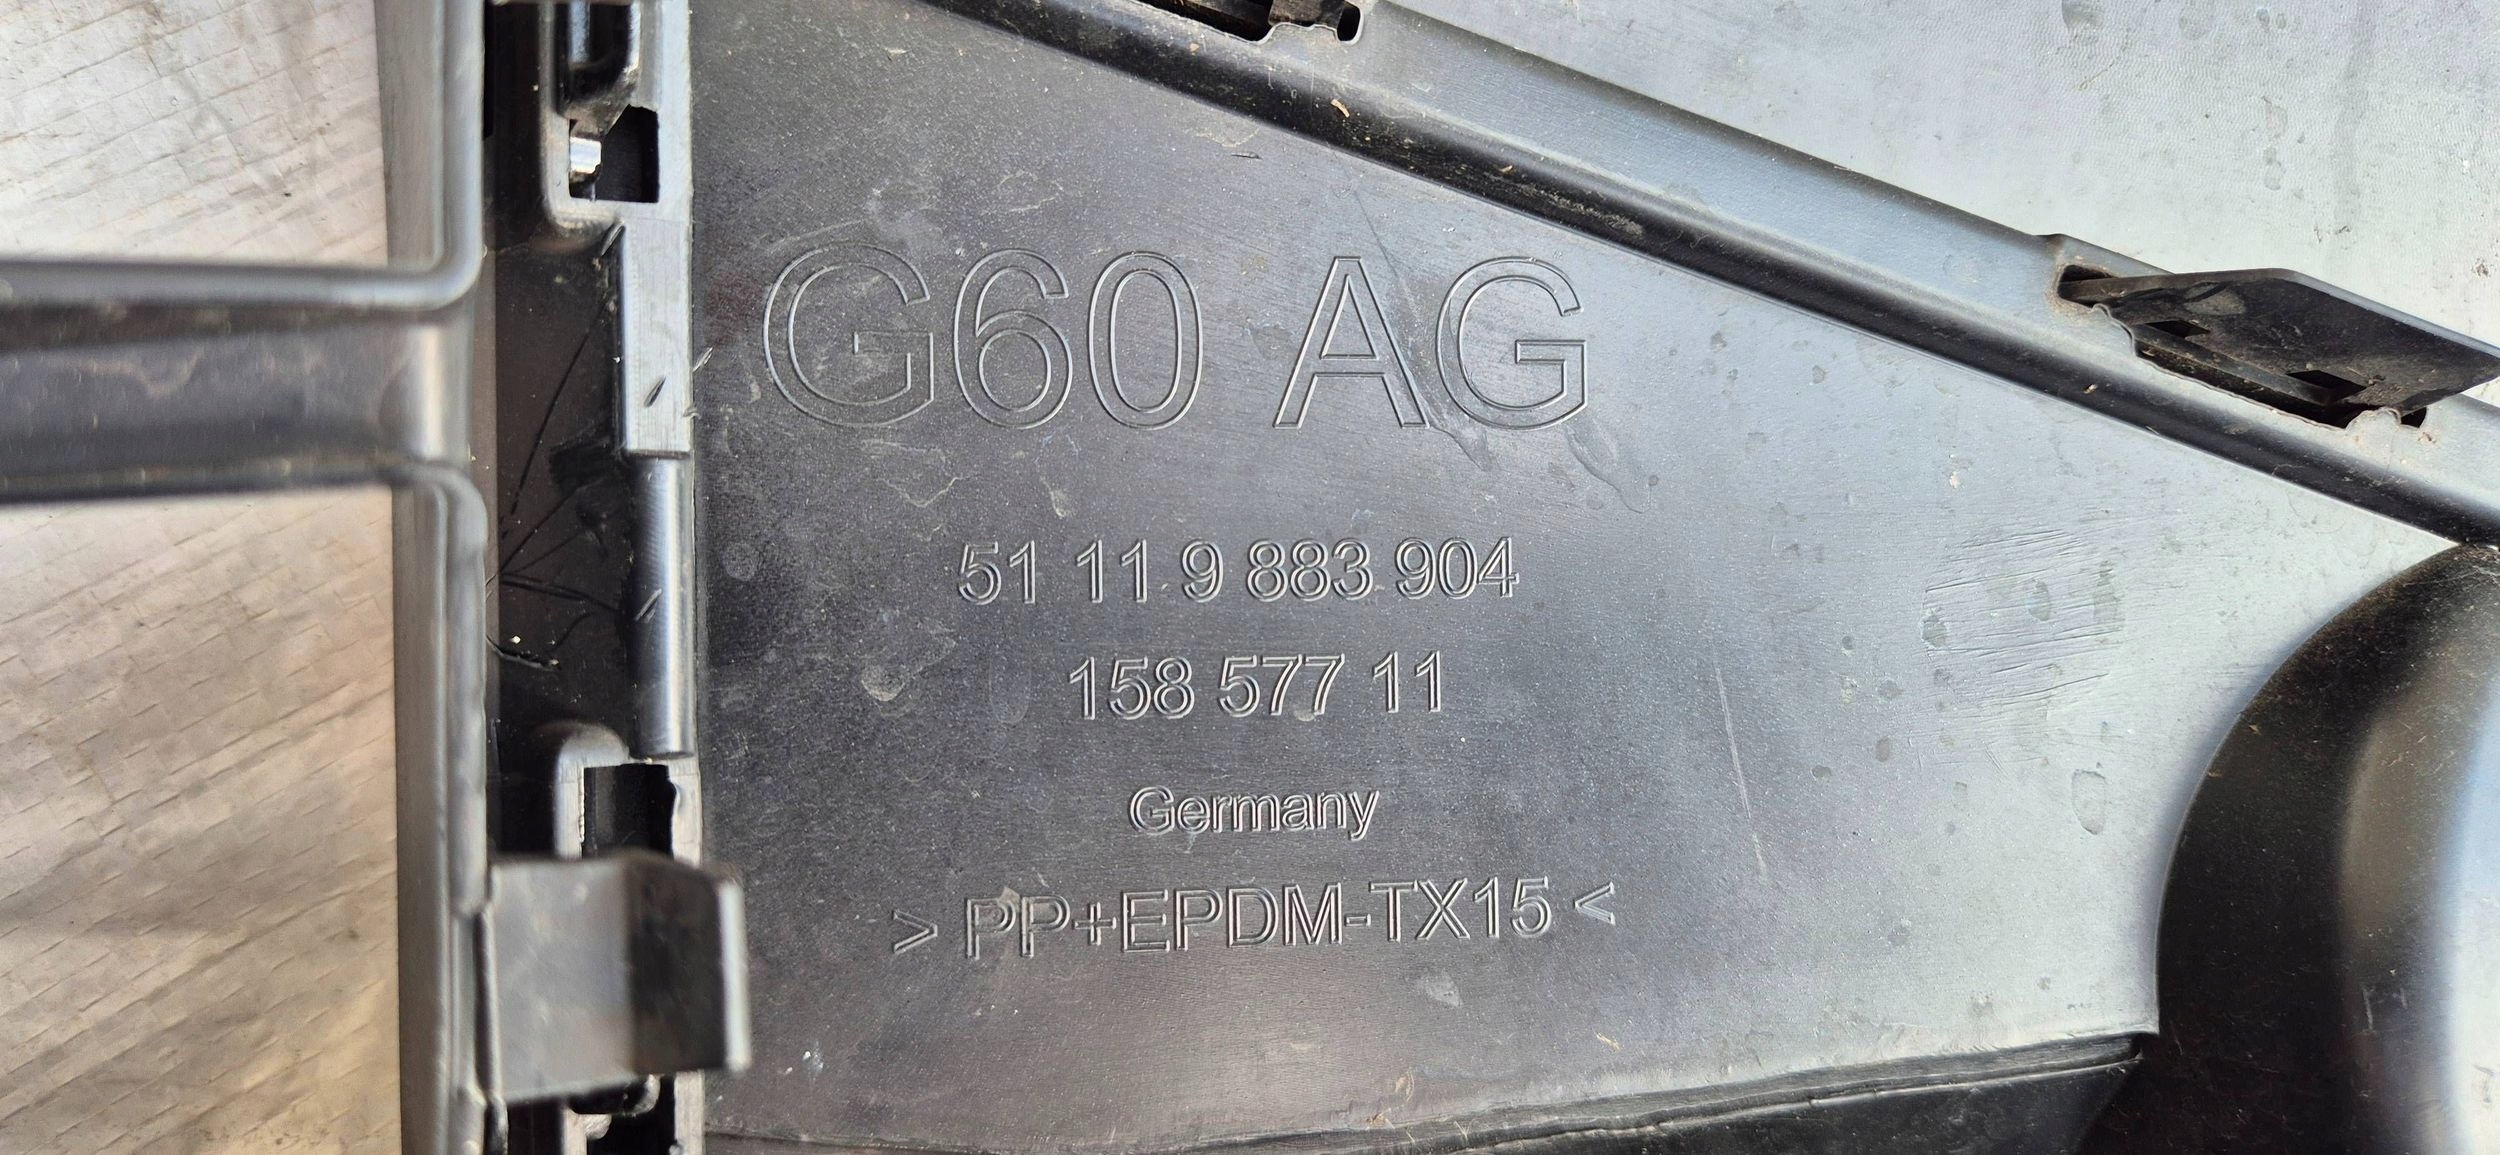 G60 AG
51 11 9 883 904
158 577 11
Germany
> PP+EPDM-TX15 <